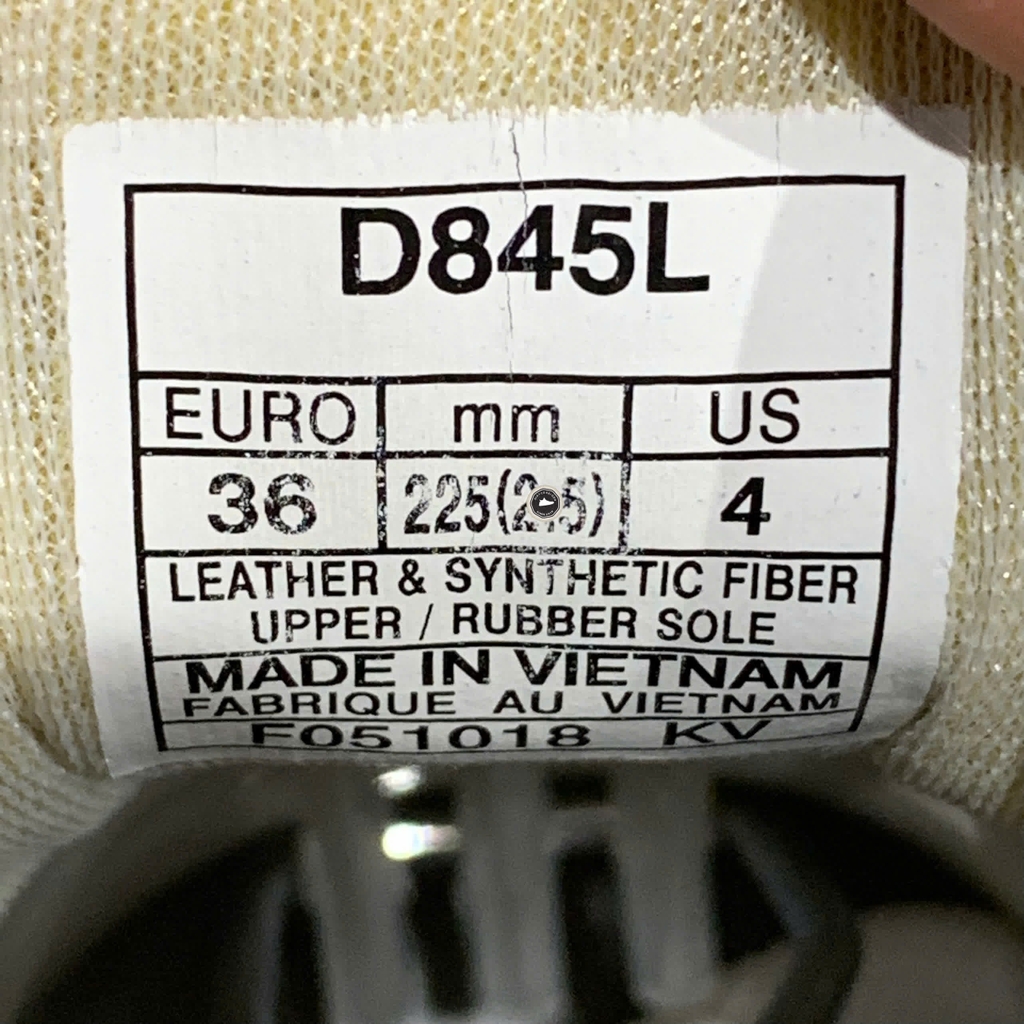 D845L
EURO mm US
36 225 4
LEATHER & SYNTHETIC FIBER
UPPER / RUBBER SOLE
MADE IN VIETNAM
FABRIQUE AU VIETNAM
F051018 KV